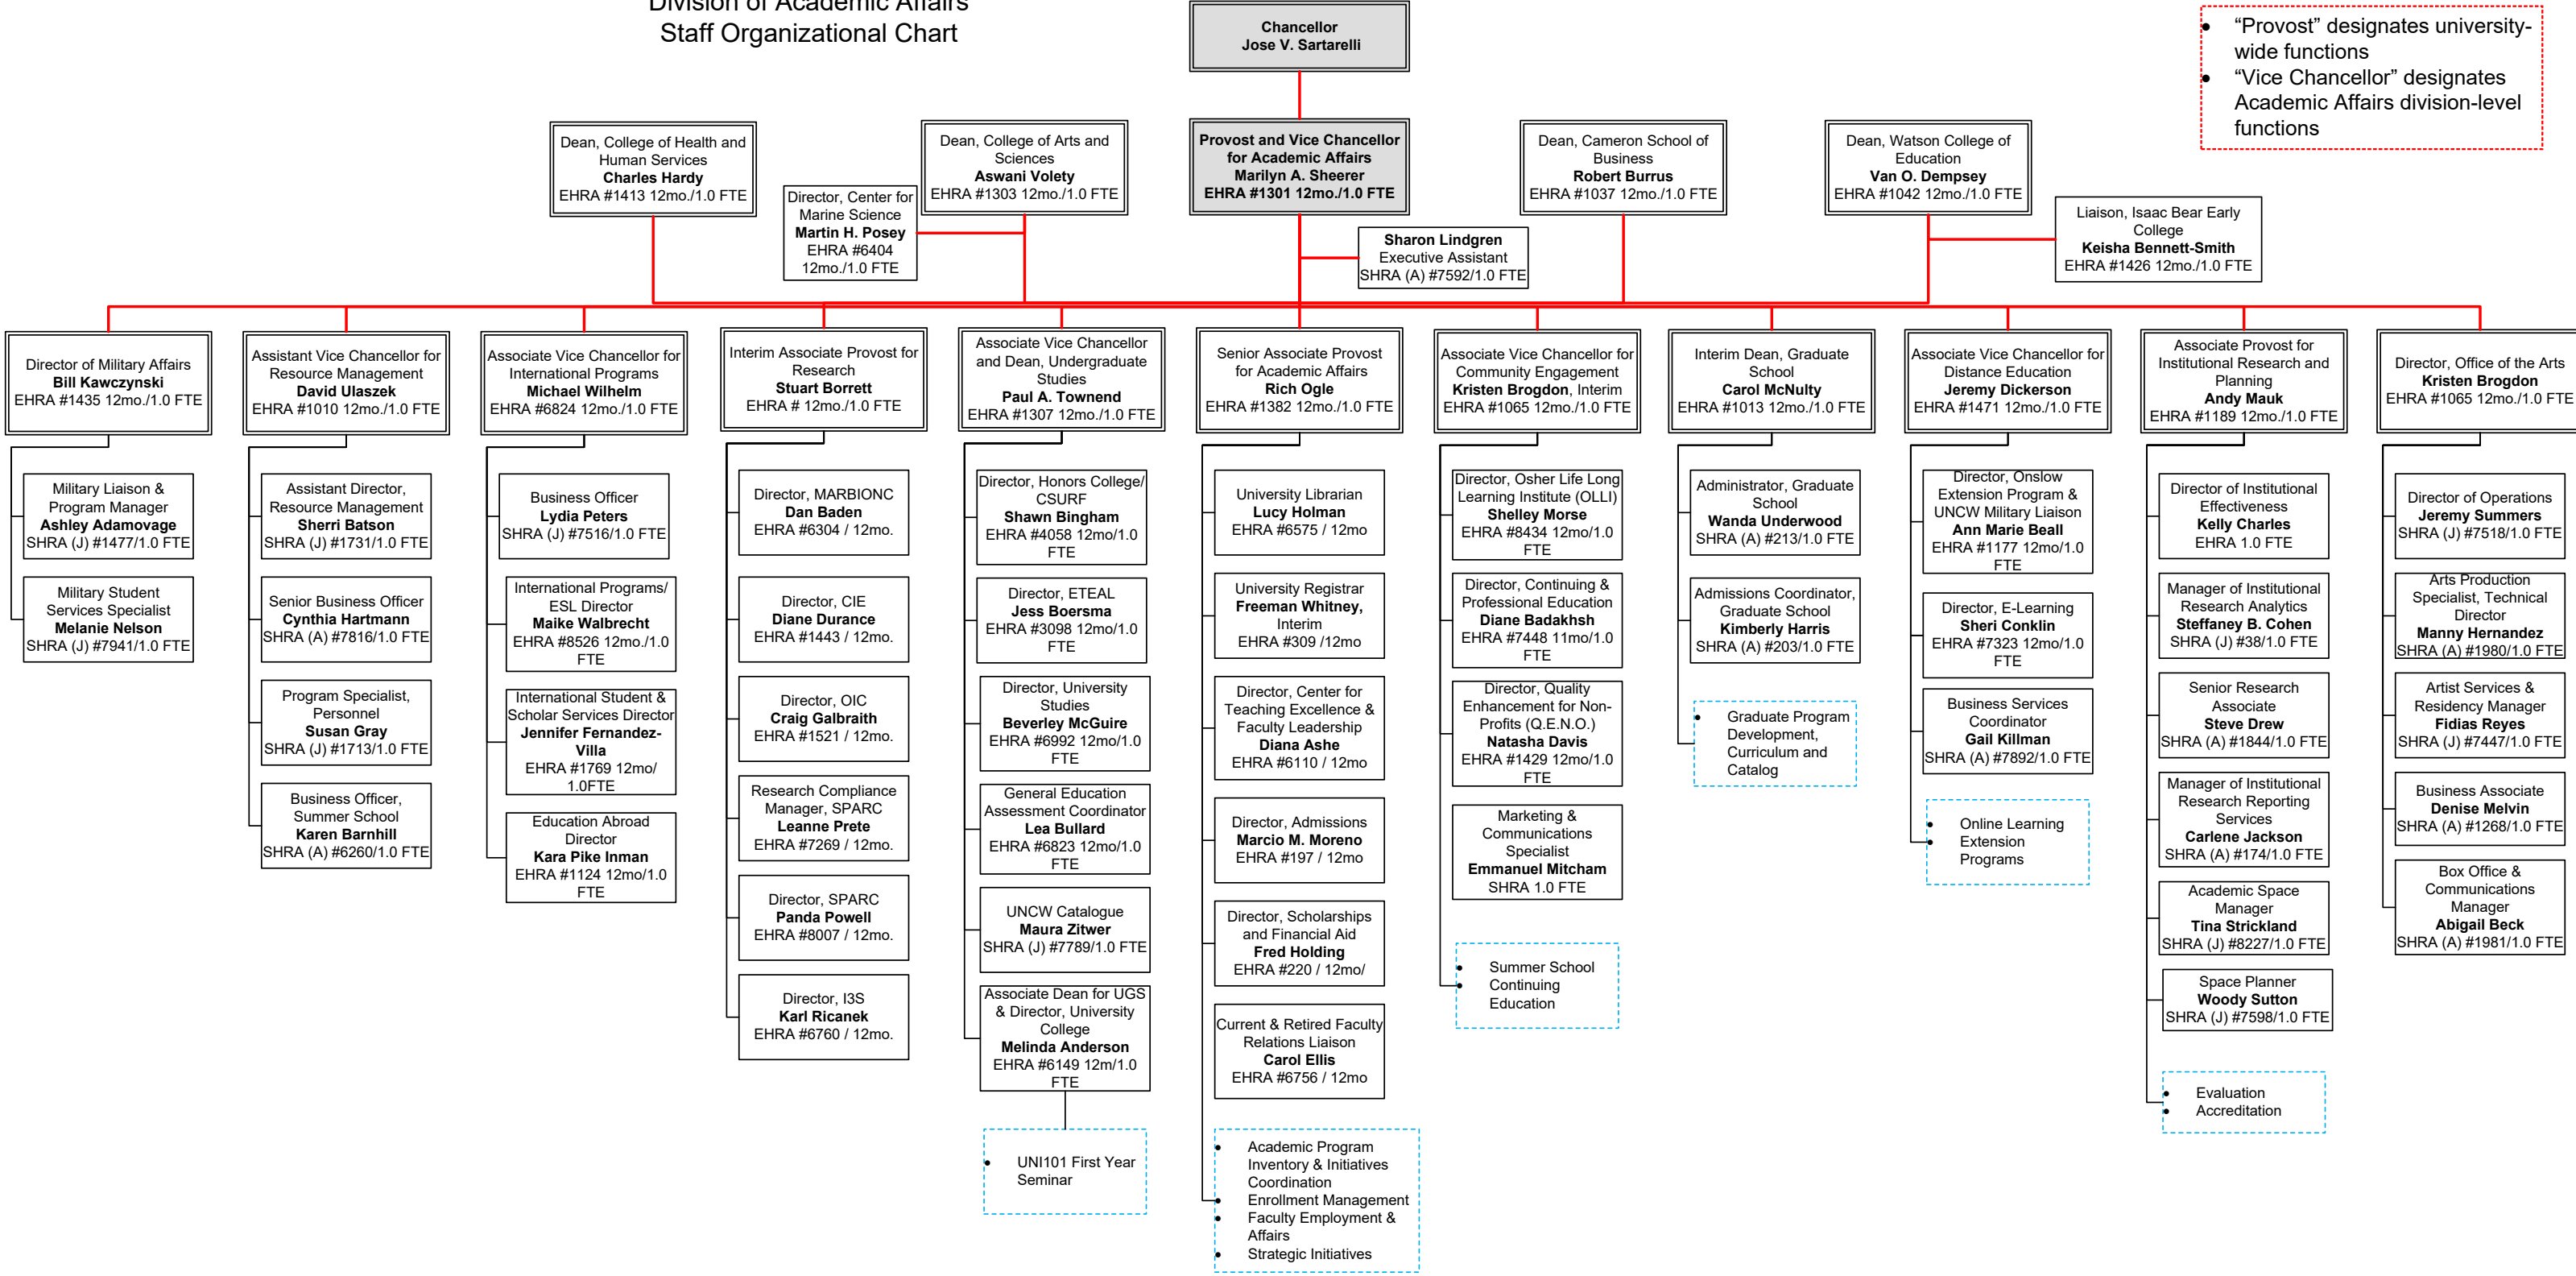 Division of Academic Affairs
Staff Organizational Chart
Chancellor
Jose V. Sartarelli
• “Provost” designates university-
wide functions
• “Vice Chancellor” designates
Academic Affairs division-level
functions
Dean, College of Health and
Human Services
Charles Hardy
EHRA #1413 12mo./1.0 FTE
Dean, College of Arts and
Sciences
Aswani Volety
EHRA #1303 12mo./1.0 FTE
Director, Center for
Marine Science
Martin H. Posey
EHRA #6404
12mo./1.0 FTE
Provost and Vice Chancellor
for Academic Affairs
Marilyn A. Sheerer
EHRA #1301 12mo./1.0 FTE
Sharon Lindgren
Executive Assistant
SHRA (A) #7592/1.0 FTE
Dean, Cameron School of
Business
Robert Burrus
EHRA #1037 12mo./1.0 FTE
Dean, Watson College of
Education
Van O. Dempsey
EHRA #1042 12mo./1.0 FTE
Liaison, Isaac Bear Early
College
Keisha Bennett-Smith
EHRA #1426 12mo./1.0 FTE
Director of Military Affairs
Bill Kawczynski
EHRA #1435 12mo./1.0 FTE
Military Liaison &
Program Manager
Ashley Adamovage
SHRA (J) #1477/1.0 FTE
Military Student
Services Specialist
Melanie Nelson
SHRA (J) #7941/1.0 FTE
Assistant Vice Chancellor for
Resource Management
David Ulaszek
EHRA #1010 12mo./1.0 FTE
Assistant Director,
Resource Management
Sherri Batson
SHRA (J) #1731/1.0 FTE
Senior Business Officer
Cynthia Hartmann
SHRA (A) #7816/1.0 FTE
Program Specialist,
Personnel
Susan Gray
SHRA (J) #1713/1.0 FTE
Business Officer,
Summer School
Karen Barnhill
SHRA (A) #6260/1.0 FTE
Associate Vice Chancellor for
International Programs
Michael Wilhelm
EHRA #6824 12mo./1.0 FTE
Business Officer
Lydia Peters
SHRA (J) #7516/1.0 FTE
International Programs/
ESL Director
Maike Walbrecht
EHRA #8526 12mo./1.0
FTE
International Student &
Scholar Services Director
Jennifer Fernandez-
Villa
EHRA #1769 12mo/
1.0FTE
Education Abroad
Director
Kara Pike Inman
EHRA #1124 12mo/1.0
FTE
Interim Associate Provost for
Research
Stuart Borrett
EHRA # 12mo./1.0 FTE
Director, MARBIONC
Dan Baden
EHRA #6304 / 12mo.
Director, CIE
Diane Durance
EHRA #1443 / 12mo.
Director, OIC
Craig Galbraith
EHRA #1521 / 12mo.
Research Compliance
Manager, SPARC
Leanne Prete
EHRA #7269 / 12mo.
Director, SPARC
Panda Powell
EHRA #8007 / 12mo.
Director, I3S
Karl Ricanek
EHRA #6760 / 12mo.
Associate Vice Chancellor
and Dean, Undergraduate
Studies
Paul A. Townend
EHRA #1307 12mo./1.0 FTE
Director, Honors College/
CSURF
Shawn Bingham
EHRA #4058 12mo/1.0
FTE
Director, ETEAL
Jess Boersma
EHRA #3098 12mo/1.0
FTE
Director, University
Studies
Beverley McGuire
EHRA #6992 12mo/1.0
FTE
General Education
Assessment Coordinator
Lea Bullard
EHRA #6823 12mo/1.0
FTE
UNCW Catalogue
Maura Zitwer
SHRA (J) #7789/1.0 FTE
Associate Dean for UGS
& Director, University
College
Melinda Anderson
EHRA #6149 12m/1.0
FTE
• UNI101 First Year
Seminar
Senior Associate Provost
for Academic Affairs
Rich Ogle
EHRA #1382 12mo./1.0 FTE
University Librarian
Lucy Holman
EHRA #6575 / 12mo
University Registrar
Freeman Whitney,
Interim
EHRA #309 /12mo
Director, Center for
Teaching Excellence &
Faculty Leadership
Diana Ashe
EHRA #6110 / 12mo
Director, Admissions
Marcio M. Moreno
EHRA #197 / 12mo
Director, Scholarships
and Financial Aid
Fred Holding
EHRA #220 / 12mo/
Current & Retired Faculty
Relations Liaison
Carol Ellis
EHRA #6756 / 12mo
• Academic Program
Inventory & Initiatives
Coordination
• Enrollment Management
• Faculty Employment &
Affairs
• Strategic Initiatives
Associate Vice Chancellor for
Community Engagement
Kristen Brogdon, Interim
EHRA #1065 12mo./1.0 FTE
Director, Osher Life Long
Learning Institute (OLLI)
Shelley Morse
EHRA #8434 12mo/1.0
FTE
Director, Continuing &
Professional Education
Diane Badakhsh
EHRA #7448 11mo/1.0
FTE
Director, Quality
Enhancement for Non-
Profits (Q.E.N.O.)
Natasha Davis
EHRA #1429 12mo/1.0
FTE
Marketing &
Communications
Specialist
Emmanuel Mitcham
SHRA 1.0 FTE
• Summer School
• Continuing
Education
Interim Dean, Graduate
School
Carol McNulty
EHRA #1013 12mo./1.0 FTE
Administrator, Graduate
School
Wanda Underwood
SHRA (A) #213/1.0 FTE
Admissions Coordinator,
Graduate School
Kimberly Harris
SHRA (A) #203/1.0 FTE
• Graduate Program
Development,
Curriculum and
Catalog
Associate Vice Chancellor for
Distance Education
Jeremy Dickerson
EHRA #1471 12mo./1.0 FTE
Director, Onslow
Extension Program &
UNCW Military Liaison
Ann Marie Beall
EHRA #1177 12mo/1.0
FTE
Director, E-Learning
Sheri Conklin
EHRA #7323 12mo/1.0
FTE
Business Services
Coordinator
Gail Killman
SHRA (A) #7892/1.0 FTE
• Online Learning
• Extension
Programs
Associate Provost for
Institutional Research and
Planning
Andy Mauk
EHRA #1189 12mo./1.0 FTE
Director of Institutional
Effectiveness
Kelly Charles
EHRA 1.0 FTE
Manager of Institutional
Research Analytics
Steffaney B. Cohen
SHRA (J) #38/1.0 FTE
Senior Research
Associate
Steve Drew
SHRA (A) #1844/1.0 FTE
Manager of Institutional
Research Reporting
Services
Carlene Jackson
SHRA (A) #174/1.0 FTE
Academic Space
Manager
Tina Strickland
SHRA (J) #8227/1.0 FTE
Space Planner
Woody Sutton
SHRA (J) #7598/1.0 FTE
• Evaluation
• Accreditation
Director, Office of the Arts
Kristen Brogdon
EHRA #1065 12mo./1.0 FTE
Director of Operations
Jeremy Summers
SHRA (J) #7518/1.0 FTE
Arts Production
Specialist, Technical
Director
Manny Hernandez
SHRA (A) #1980/1.0 FTE
Artist Services &
Residency Manager
Fidias Reyes
SHRA (J) #7447/1.0 FTE
Business Associate
Denise Melvin
SHRA (A) #1268/1.0 FTE
Box Office &
Communications
Manager
Abigail Beck
SHRA (A) #1981/1.0 FTE